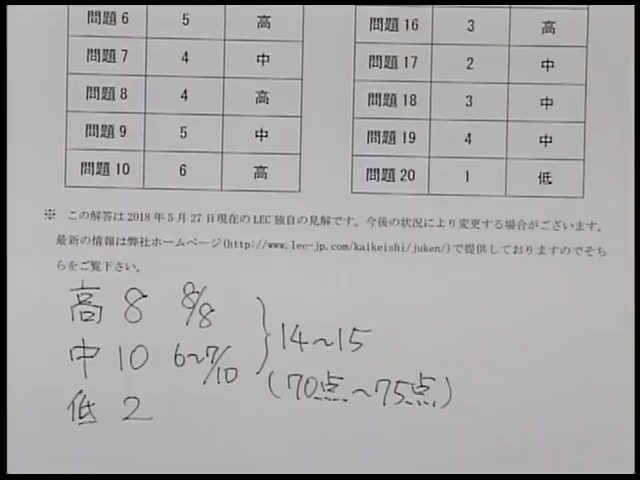 問題 6 5 高
問題 7 4 中
問題 8 4 高
問題 9 5 中
問題 10 6 高
問題 16 3 高
問題 17 2 中
問題 18 3 中
問題 19 4 中
問題 20 1 低
※ この解答は 2018 年 5 月 27 日現在の LEC 独自の見解です。今後の状況により変更する場合がございます。
最新の情報は弊社ホームページ(http://www.lec-jp.com/kaikeishi/juken/)で提供しておりますのでそち
らをご覧下さい。
高 8 8/8
中 10 6~7/10
14~15
(70点~75点)
低 2